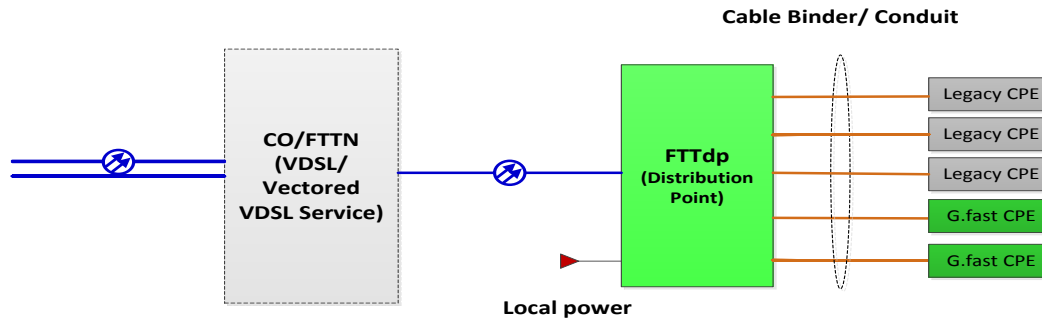 Cable Binder/ Conduit
CO/FTTN
(VDSL/
Vectored
VDSL Service)
FTTdp
(Distribution
Point)
Legacy CPE
Legacy CPE
Legacy CPE
G.fast CPE
G.fast CPE
Local power